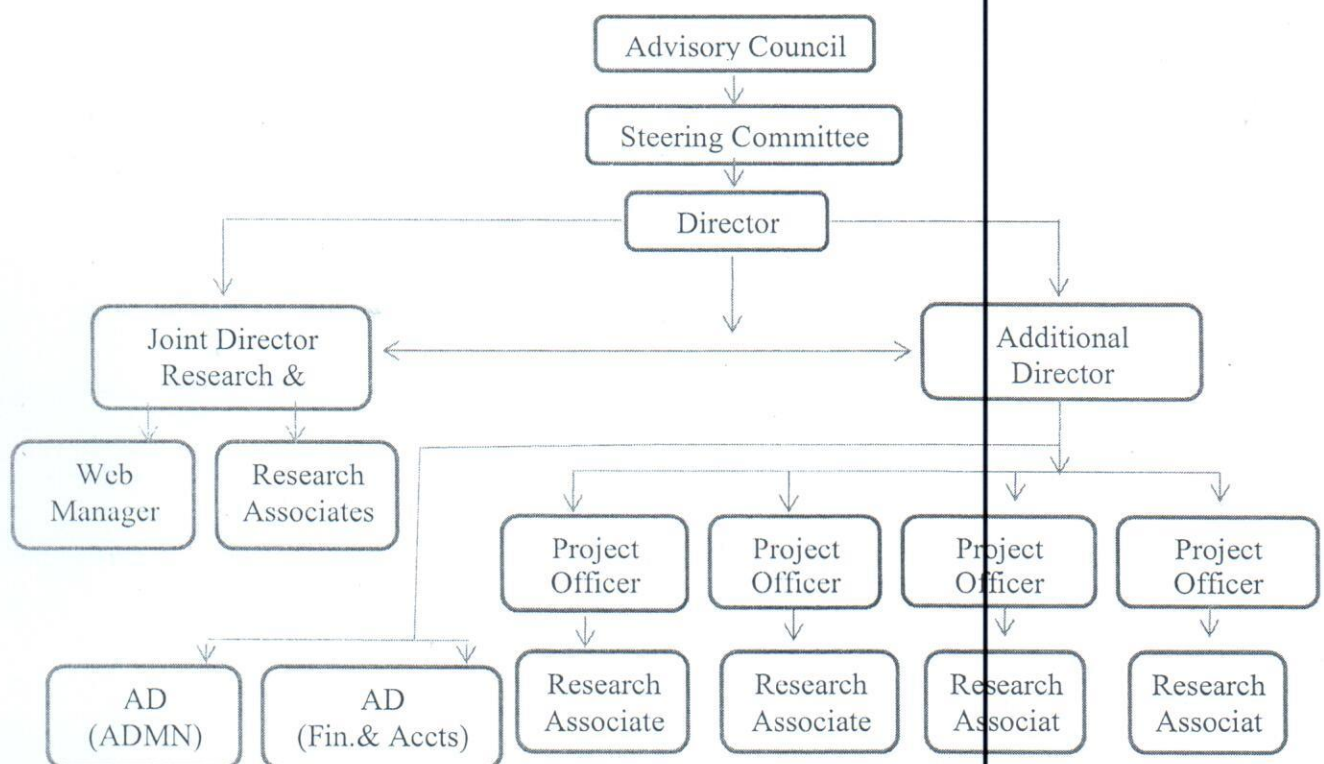 Advisory Council
Steering Committee
Director
Joint Director
Research &
Additional
Director
Web
Manager
Research
Associates
Project
Officer
Project
Officer
Project
Officer
Project
Officer
AD
(ADMN)
AD
(Fin.& Accts)
Research
Associate
Research
Associate
Research
Associat
Research
Associat